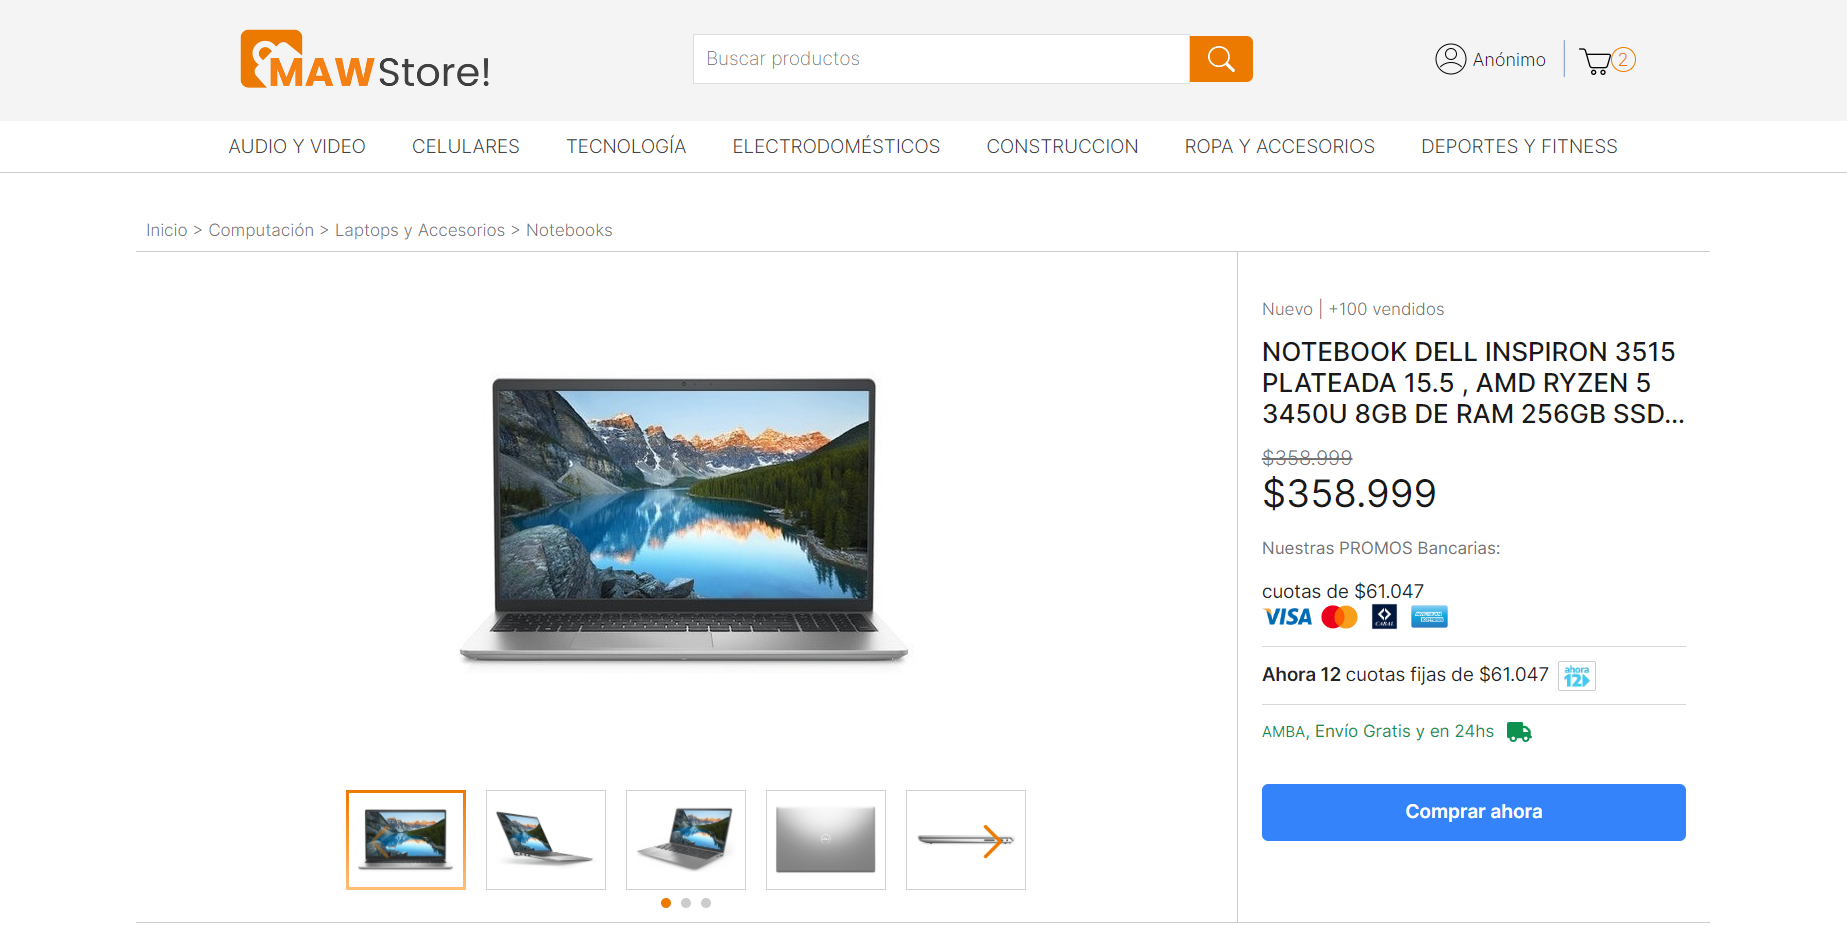 MAWStore!
Buscar productos
Anónimo
2
AUDIO Y VIDEO
CELULARES
TECNOLOGÍA
ELECTRODOMÉSTICOS
CONSTRUCCION
ROPA Y ACCESORIOS
DEPORTES Y FITNESS
Inicio > Computación > Laptops y Accesorios > Notebooks
Nuevo | +100 vendidos
NOTEBOOK DELL INSPIRON 3515
PLATEADA 15.5 , AMD RYZEN 5
3450U 8GB DE RAM 256GB SSD...
$358.999
$358.999
Nuestras PROMOS Bancarias:
cuotas de $61.047
VISA
CABAL
AMERICAN EXPRESS
Ahora 12 cuotas fijas de $61.047
ahora
12
AMBA, Envío Gratis y en 24hs
Comprar ahora